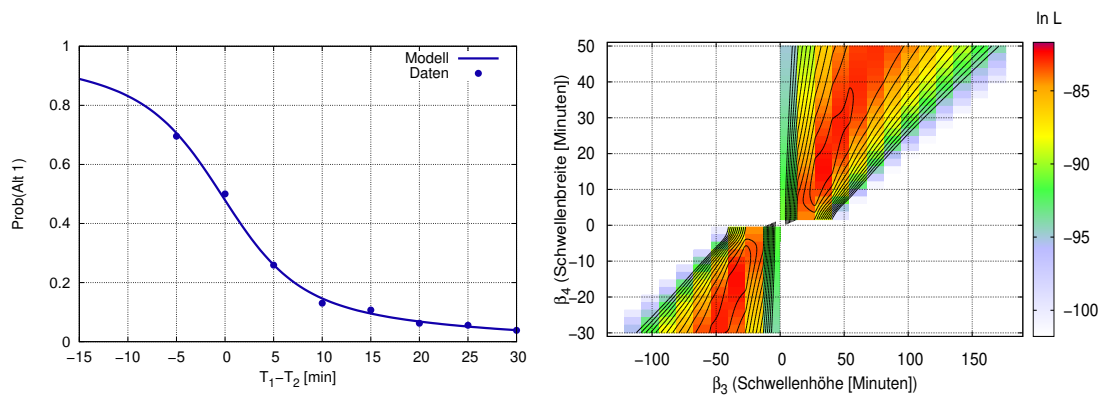 Prob(Alt 1)
1
0.8
0.6
0.4
0.2
0
Modell
Daten
−15 −10 −5 0 5 10 15 20 25 30
T1−T2 [min]
β4 (Schwellenbreite [Minuten])
50
40
30
20
10
0
−10
−20
−30
−100 −50 0 50 100 150
β3 (Schwellenhöhe [Minuten])
ln L
−85
−90
−95
−100